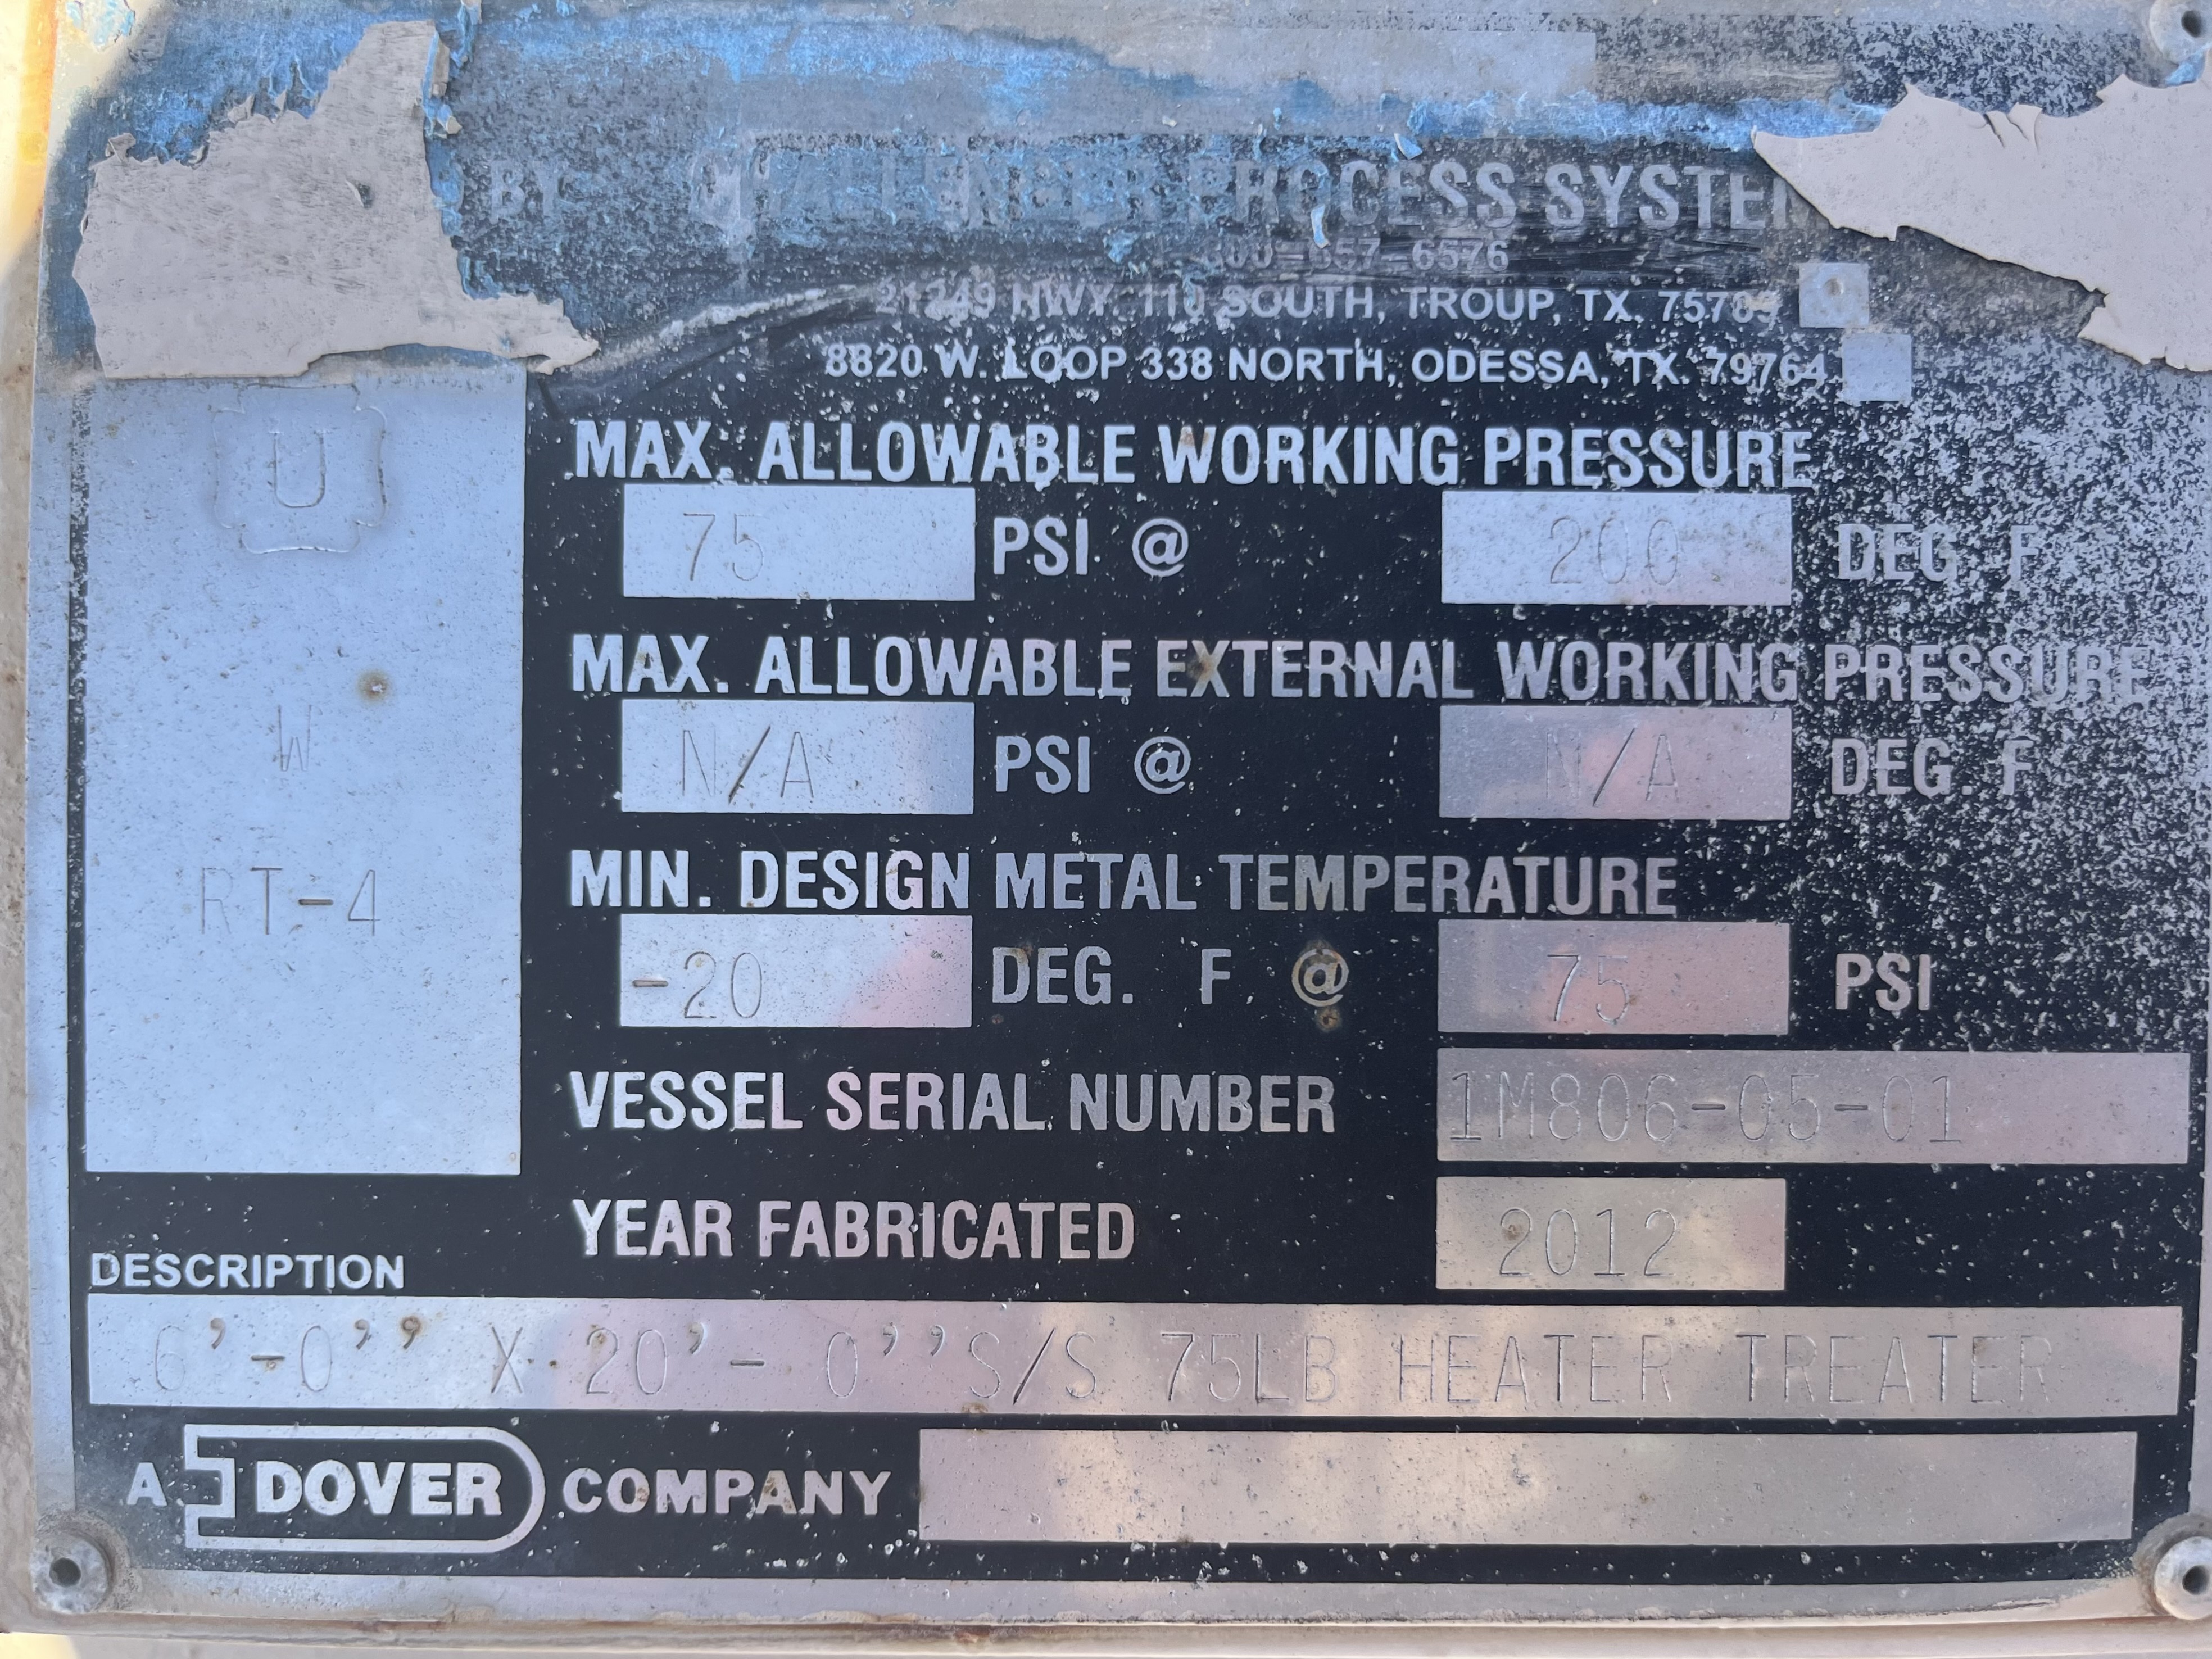 BY CHALLENGER PROCESS SYSTEM
-6576
21249 HWY. 110 SOUTH, TROUP, TX. 75789
8820 W. LOOP 338 NORTH, ODESSA, TX. 79764
U
MAX. ALLOWABLE WORKING PRESSURE
75 PSI @ 200 DEG. F
MAX. ALLOWABLE EXTERNAL WORKING PRESSURE
W
N/A PSI @ N/A DEG. F
RT-4
MIN. DESIGN METAL TEMPERATURE
-20 DEG. F @ 75 PSI
VESSEL SERIAL NUMBER 1M806-05-01
YEAR FABRICATED 2012
DESCRIPTION
6'-0'' X 20'- 0''S/S 75LB HEATER TREATER
A DOVER COMPANY